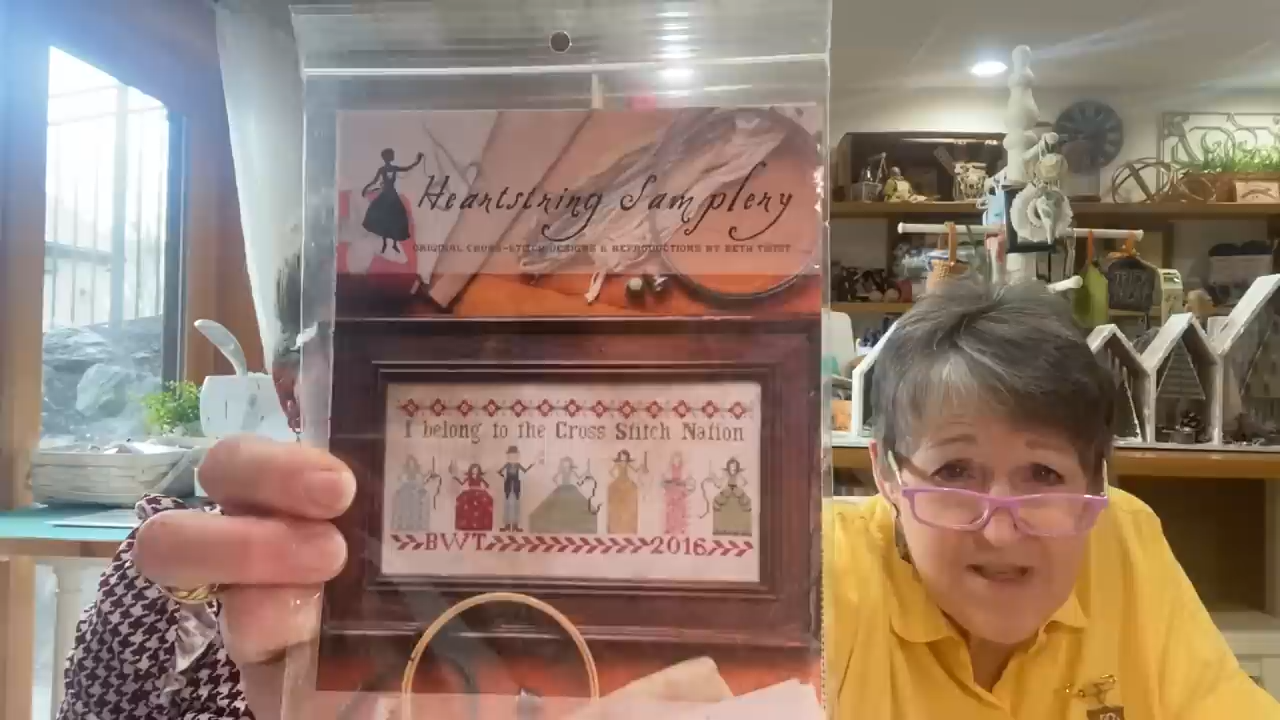 Heartstring Samplery
ORIGINAL CROSS-STITCH DESIGNS & REPRODUCTIONS BY BETH TWIST
I belong to the Cross Stitch Nation
BWT 2016